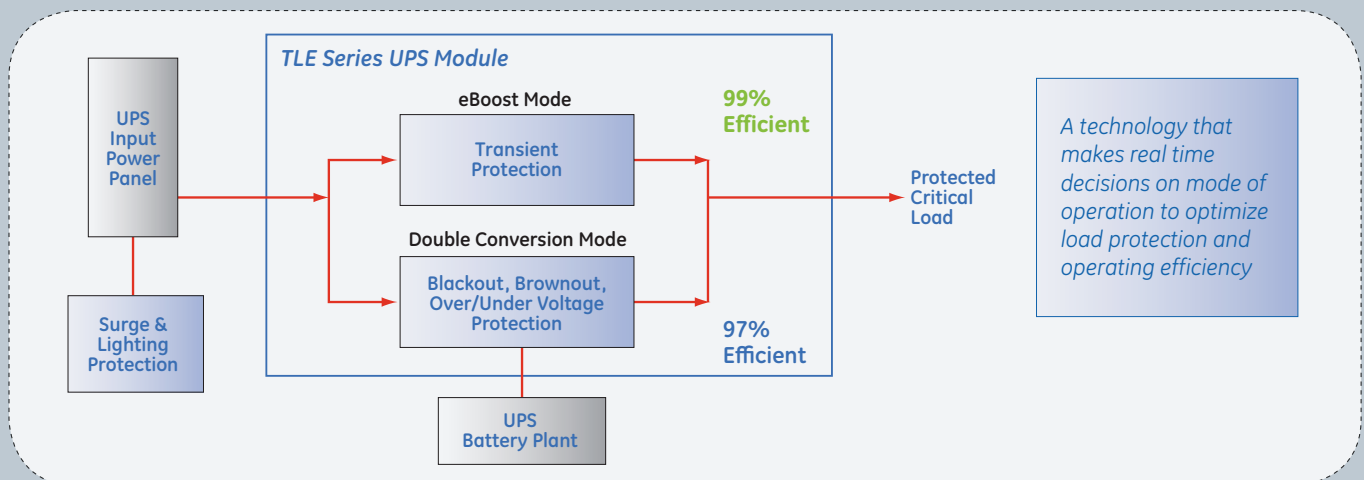 TLE Series UPS Module
UPS
Input
Power
Panel
Surge &
Lighting
Protection
eBoost Mode
Transient
Protection
99%
Efficient
Double Conversion Mode
Blackout, Brownout,
Over/Under Voltage
Protection
97%
Efficient
UPS
Battery Plant
Protected
Critical
Load
A technology that
makes real time
decisions on mode of
operation to optimize
load protection and
operating efficiency